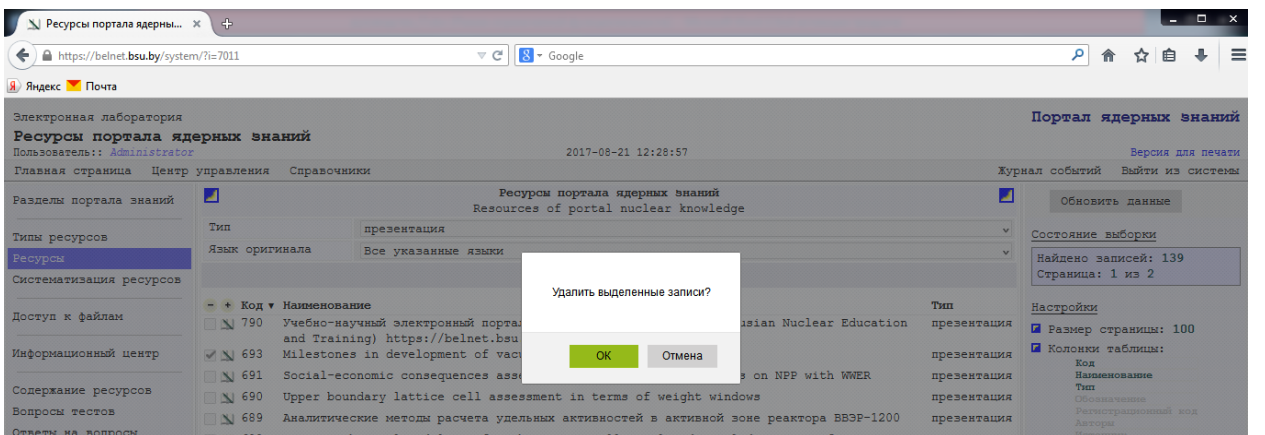 Ресурсы портала ядерны...
https://belnet.bsu.by/system/?i=7011
Google
Яндекс
Почта
Электронная лаборатория
Ресурсы портала ядерных знаний
Пользователь:: Administrator
2017-08-21 12:28:57
Портал ядерных знаний
Версия для печати
Главная страница Центр управления Справочники
Журнал событий Выйти из системы
Разделы портала знаний
Типы ресурсов
Ресурсы
Систематизация ресурсов
Доступ к файлам
Информационный центр
Содержание ресурсов
Вопросы тестов
Ответы на вопросы
Ресурсы портала ядерных знаний
Resources of portal nuclear knowledge
Тип презентация
Язык оригинала Все указанные языки
- + Код ▾ Наименование Тип
790 Учебно-научный электронный usian Nuclear Education презентация
and Training) https://belnet.bsu
693 Milestones in development of презентация
691 Social-economic consequences s on NPP with WWER презентация
690 Upper boundary lattice cell assessment in terms of weight windows презентация
689 Аналитические методы расчета удельных активностей в активной зоне реактора ВВЭР-1200 презентация
Удалить выделенные записи?
OK Отмена
Обновить данные
Состояние выборки
Найдено записей: 139
Страница: 1 из 2
Настройки
Размер страницы: 100
Колонки таблицы:
Код
Наименование
Тип
Обозначение
Регистрационный код
Авторы